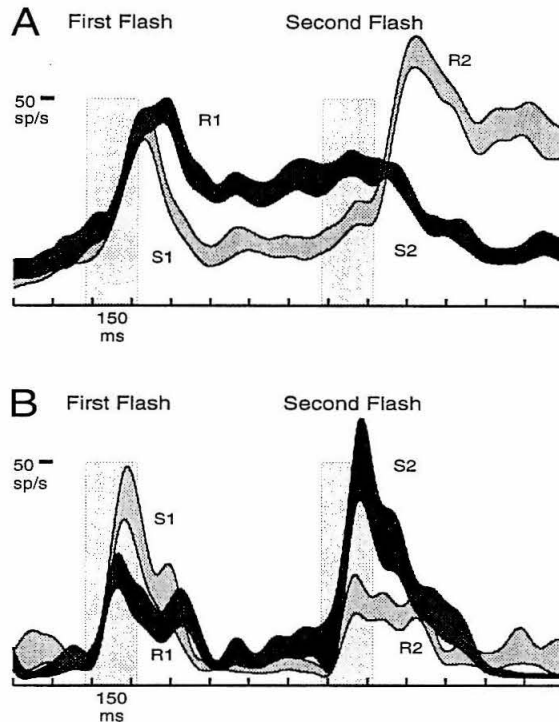 A
First Flash Second Flash
R2
50
sp/s
R1
S1 S2
150
ms
B
First Flash Second Flash
50
sp/s
S2
S1
R1 R2
150
ms